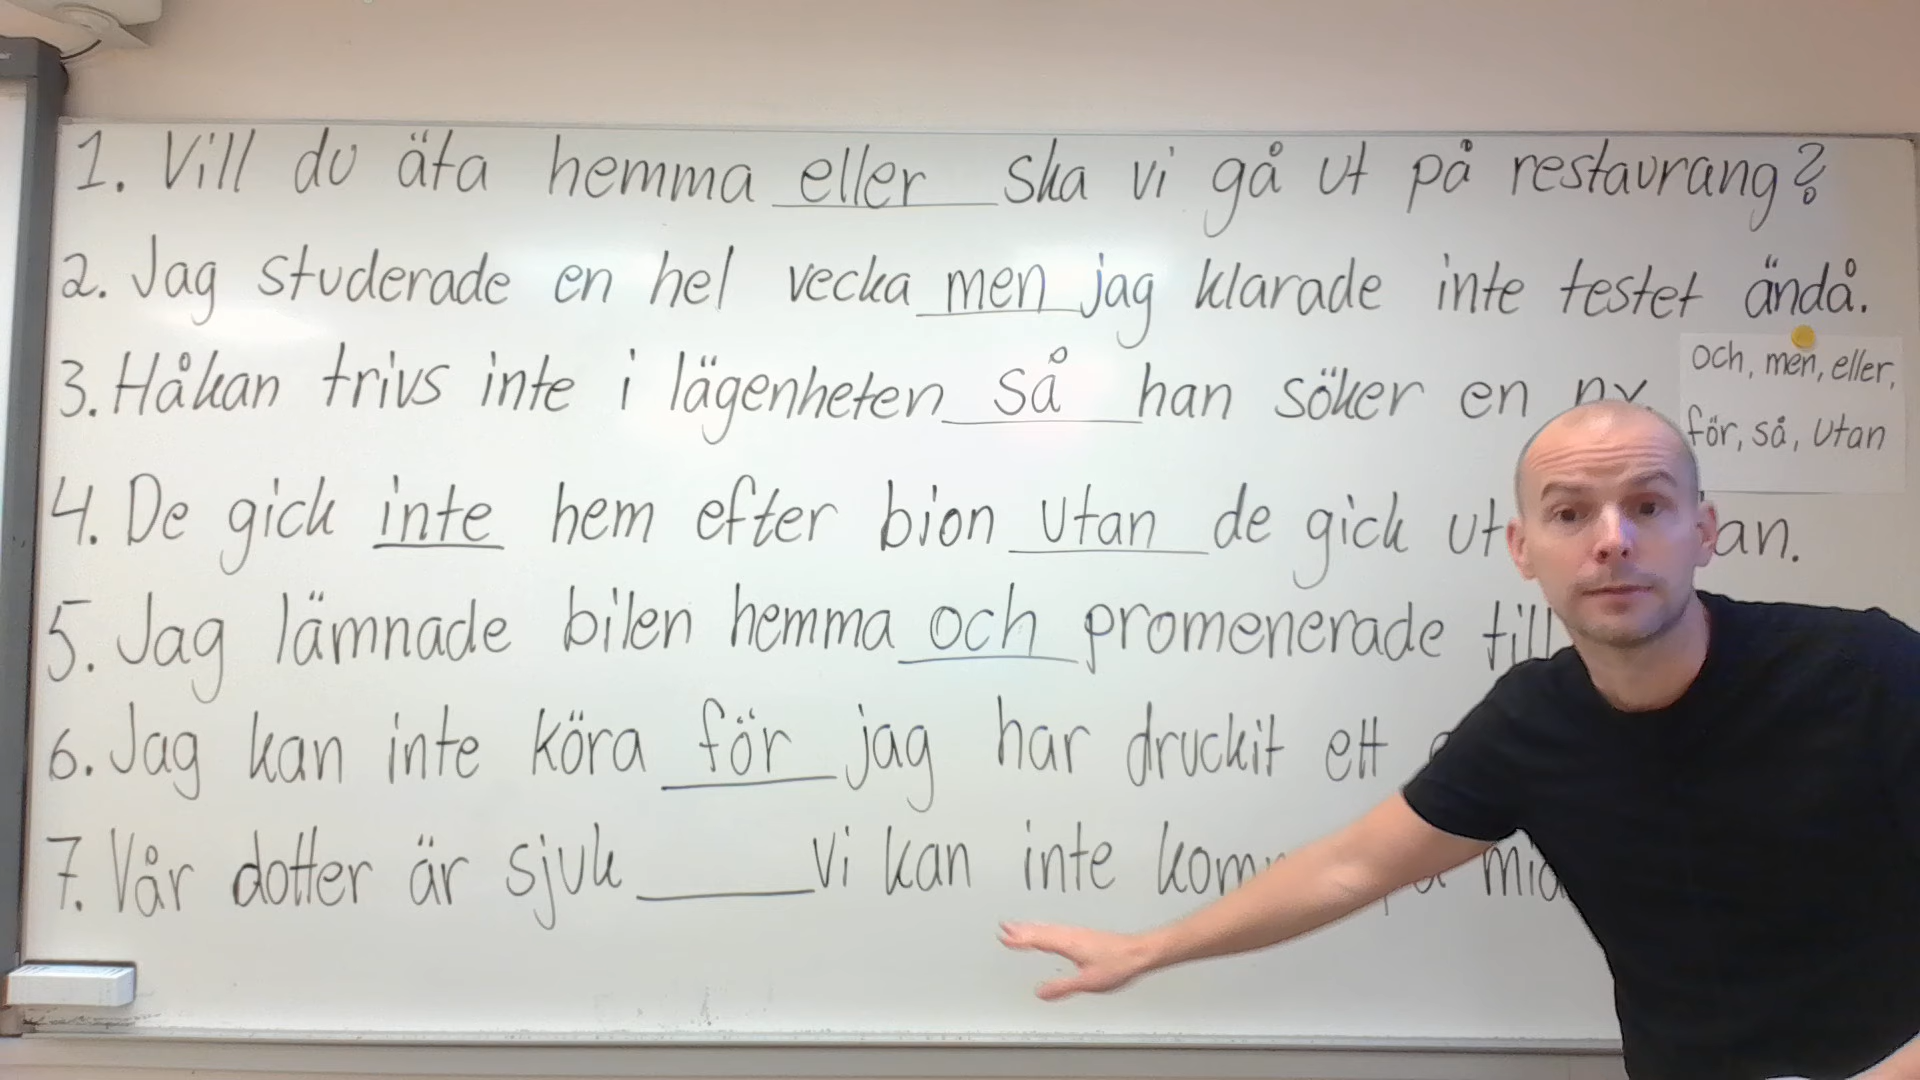 1. Vill du äta hemma eller ska vi gå ut på restaurang?
2. Jag studerade en hel vecka men jag klarade inte testet ändå.
3. Håkan trivs inte i lägenheten så han söker en ny
och, men, eller,
för, så, utan
4. De gick inte hem efter bion utan de gick ut
5. Jag lämnade bilen hemma och promenerade till
6. Jag kan inte köra för jag har druckit ett
7. Vår dotter är sjuk ____ vi kan inte